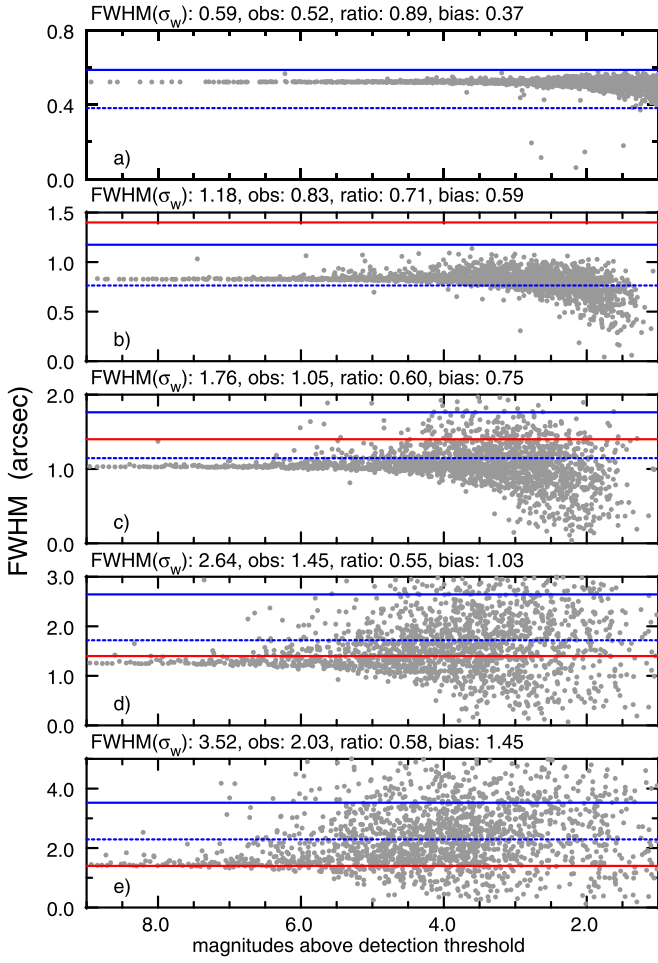 FWHM(σw): 0.59, obs: 0.52, ratio: 0.89, bias: 0.37
0.8
0.4
0.0
a)
FWHM(σw): 1.18, obs: 0.83, ratio: 0.71, bias: 0.59
1.5
1.0
0.5
0.0
b)
FWHM(σw): 1.76, obs: 1.05, ratio: 0.60, bias: 0.75
2.0
1.0
0.0
c)
FWHM(σw): 2.64, obs: 1.45, ratio: 0.55, bias: 1.03
3.0
2.0
1.0
0.0
d)
FWHM(σw): 3.52, obs: 2.03, ratio: 0.58, bias: 1.45
4.0
2.0
0.0
e)
8.0 6.0 4.0 2.0
magnitudes above detection threshold
FWHM (arcsec)